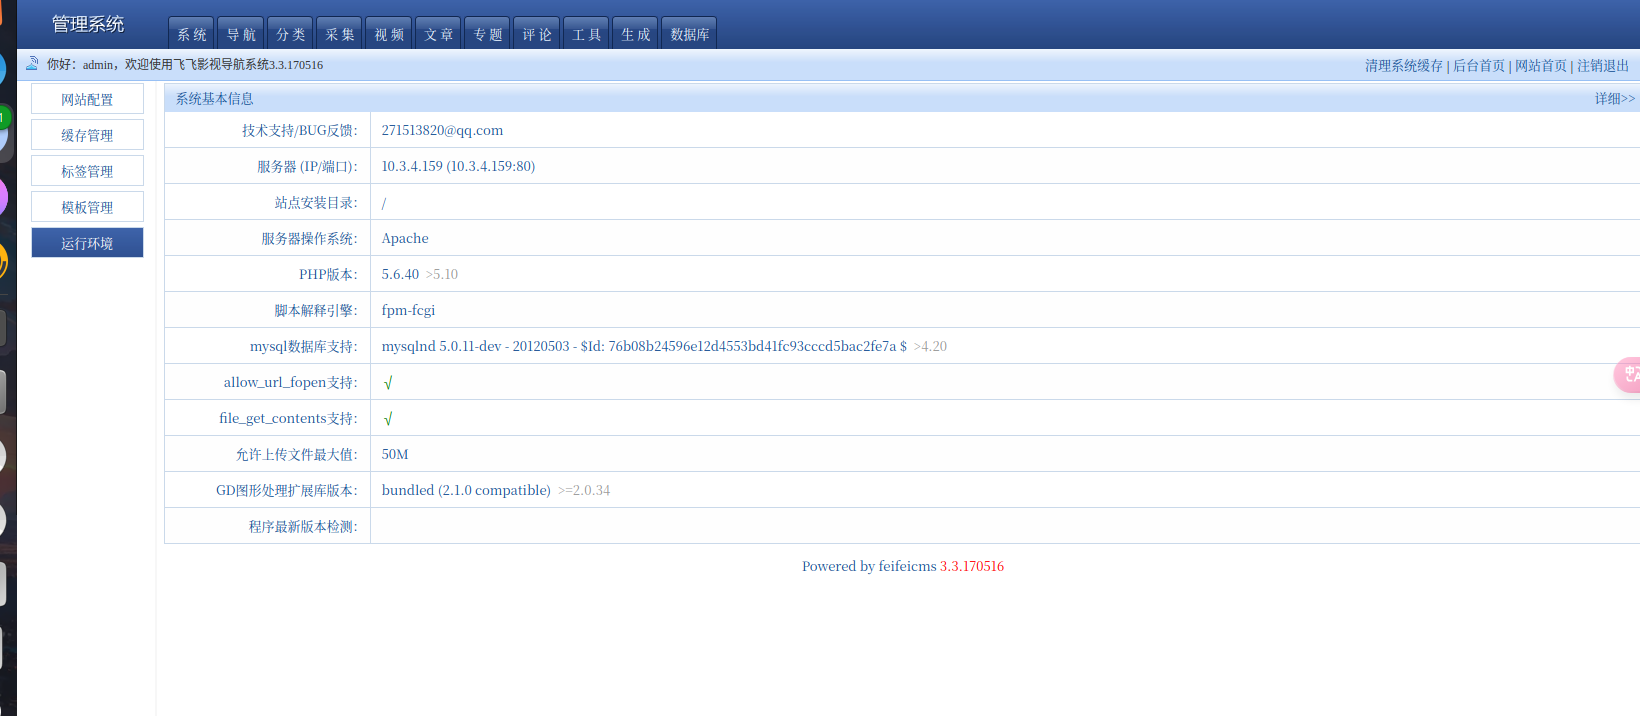 管理系统
系 统 导 航 分 类 采 集 视 频 文 章 专 题 评 论 工 具 生 成 数据库
你好：admin，欢迎使用飞飞影视导航系统3.3.170516 清理系统缓存 | 后台首页 | 网站首页 | 注销退出
网站配置
缓存管理
标签管理
模板管理
运行环境
系统基本信息 详细>>
技术支持/BUG反馈： 271513820@qq.com
服务器 (IP/端口)： 10.3.4.159 (10.3.4.159:80)
站点安装目录： /
服务器操作系统： Apache
PHP版本： 5.6.40 >5.10
脚本解释引擎： fpm-fcgi
mysql数据库支持： mysqlnd 5.0.11-dev - 20120503 - $Id: 76b08b24596e12d4553bd41fc93cccd5bac2fe7a $ >4.20
allow_url_fopen支持： √
file_get_contents支持： √
允许上传文件最大值： 50M
GD图形处理扩展库版本： bundled (2.1.0 compatible) >=2.0.34
程序最新版本检测：
Powered by feifeicms 3.3.170516